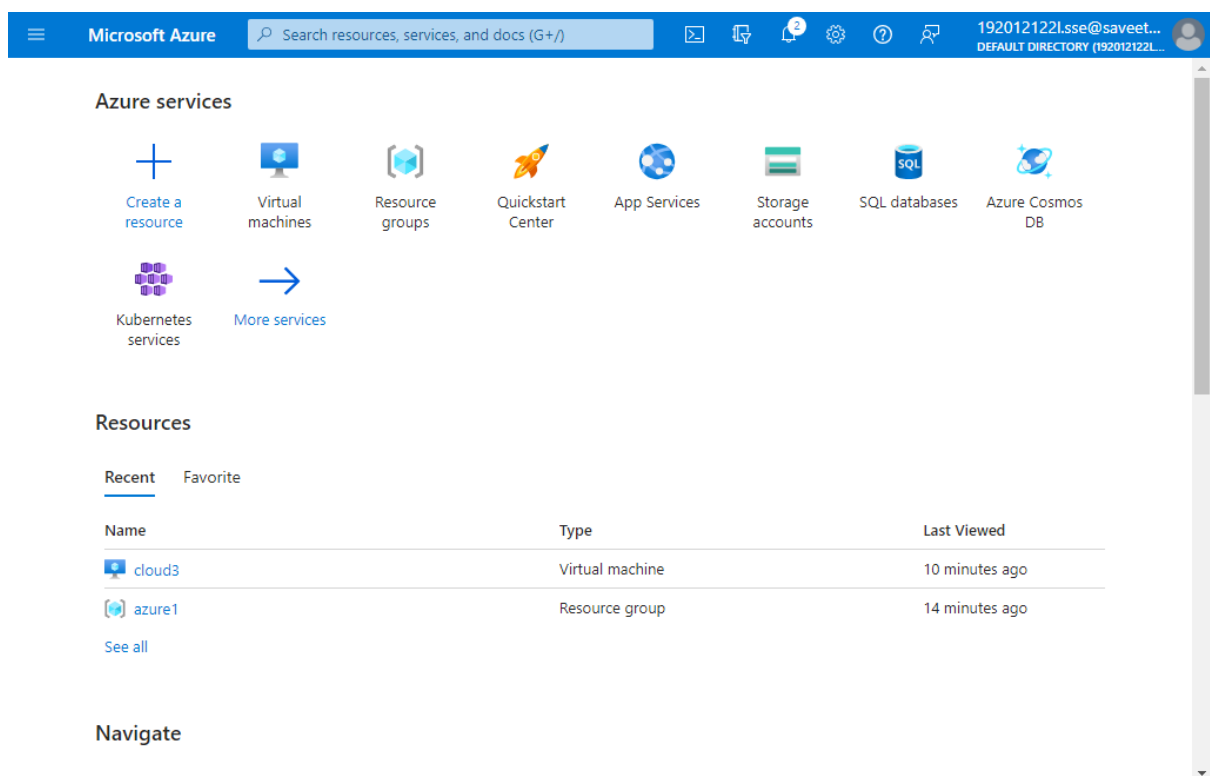 Microsoft Azure
Search resources, services, and docs (G+/)
2
192012122l.sse@saveet...
DEFAULT DIRECTORY (192012122L...
Azure services
Create a
resource
Virtual
machines
Resource
groups
Quickstart
Center
App Services
Storage
accounts
SQL
SQL databases
Azure Cosmos
DB
Kubernetes
services
More services
Resources
Recent Favorite
Name Type Last Viewed
cloud3 Virtual machine 10 minutes ago
azure1 Resource group 14 minutes ago
See all
Navigate